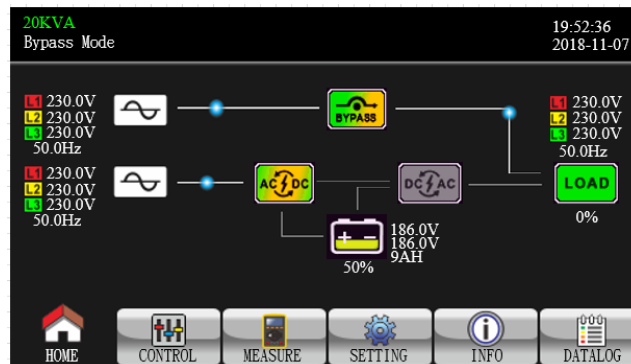 20KVA
Bypass Mode
19:52:36
2018-11-07
L1 230.0V
L2 230.0V
L3 230.0V
50.0Hz
BYPASS
L1 230.0V
L2 230.0V
L3 230.0V
50.0Hz
L1 230.0V
L2 230.0V
L3 230.0V
50.0Hz
AC DC
DC AC
LOAD
0%
186.0V
186.0V
9AH
50%
HOME
CONTROL
MEASURE
SETTING
INFO
DATALOG